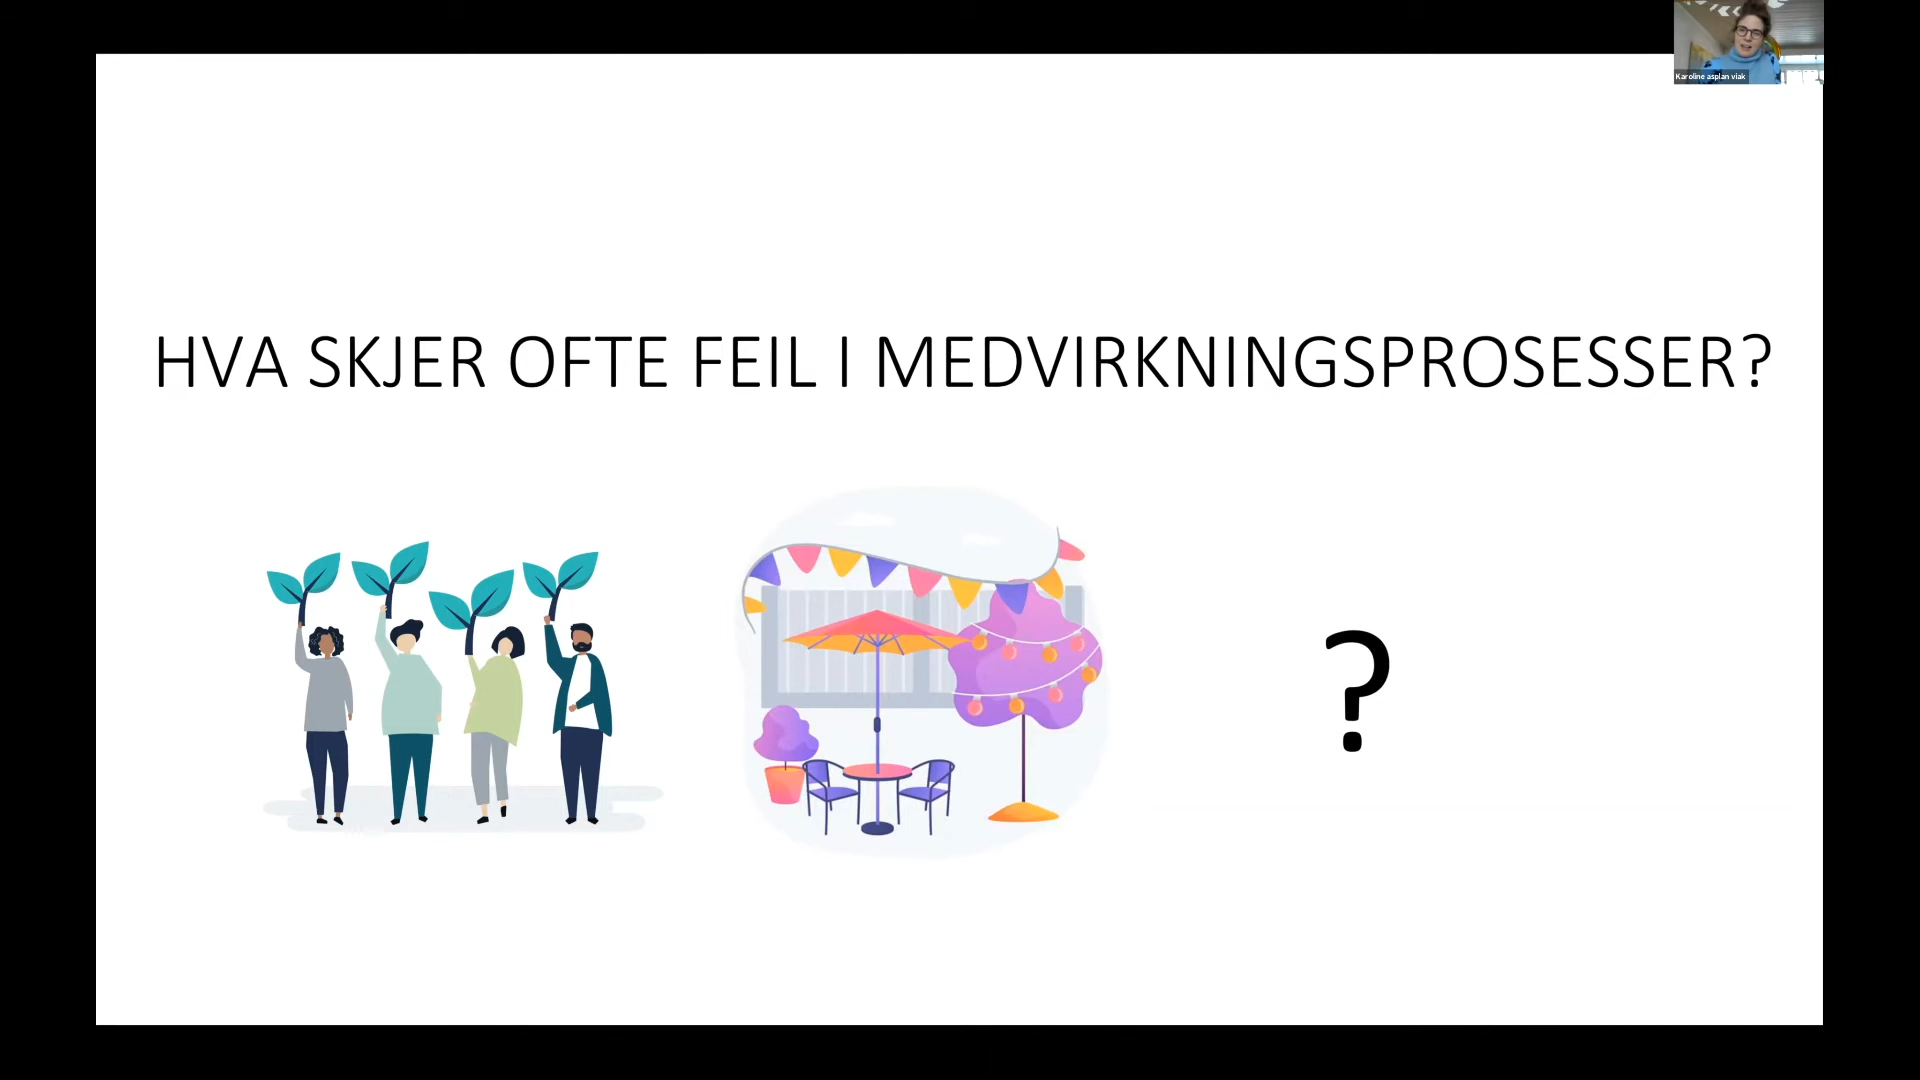 Karoline asplan viak
HVA SKJER OFTE FEIL I MEDVIRKNINGSPROSESSER?
?